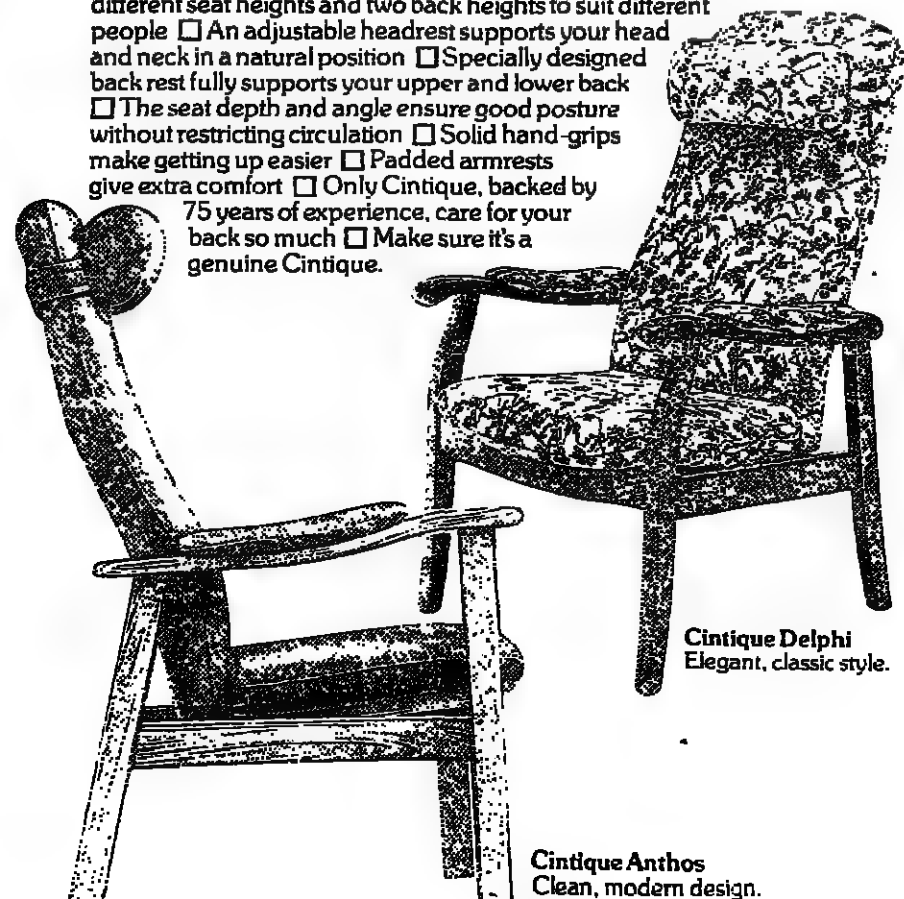 different seat heights and two back heights to suit different
people ☐ An adjustable headrest supports your head
and neck in a natural position ☐ Specially designed
back rest fully supports your upper and lower back
☐ The seat depth and angle ensure good posture
without restricting circulation ☐ Solid hand-grips
make getting up easier ☐ Padded armrests
give extra comfort ☐ Only Cintique, backed by
75 years of experience, care for your
back so much ☐ Make sure it's a
genuine Cintique.
Cintique Delphi
Elegant, classic style.
Cintique Anthos
Clean, modern design.